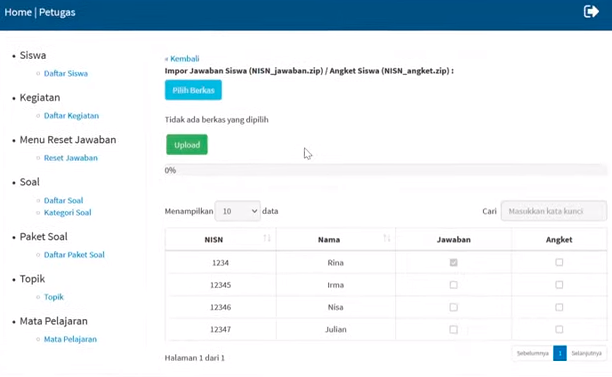 Home | Petugas
Siswa
Daftar Siswa
Kegiatan
Daftar Kegiatan
Menu Reset Jawaban
Reset Jawaban
Soal
Daftar Soal
Kategori Soal
Paket Soal
Daftar Paket Soal
Topik
Topik
Mata Pelajaran
Mata Pelajaran
« Kembali
Impor Jawaban Siswa (NISN_jawaban.zip) / Angket Siswa (NISN_angket.zip) :
Pilih Berkas
Tidak ada berkas yang dipilih
Upload
0%
Menampilkan 10 data Cari Masukkan kata kunci
NISN Nama Jawaban Angket
1234 Rina
12345 Irma
12346 Nisa
12347 Julian
Halaman 1 dari 1 Sebelumnya 1 Selanjutnya